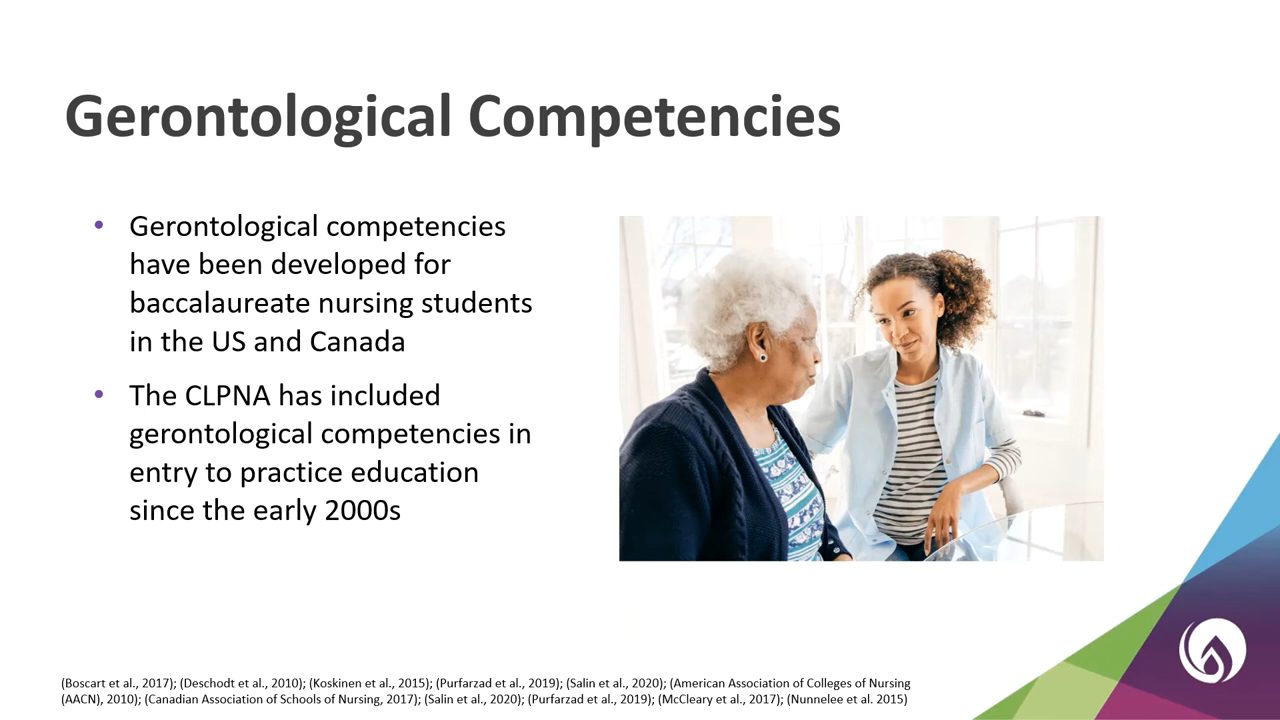 Gerontological Competencies
• Gerontological competencies
have been developed for
baccalaureate nursing students
in the US and Canada
• The CLPNA has included
gerontological competencies in
entry to practice education
since the early 2000s
(Boscart et al., 2017); (Deschodt et al., 2010); (Koskinen et al., 2015); (Purfarzad et al., 2019); (Salin et al., 2020); (American Association of Colleges of Nursing
(AACN), 2010); (Canadian Association of Schools of Nursing, 2017); (Salin et al., 2020); (Purfarzad et al., 2019); (McCleary et al., 2017); (Nunnelee et al. 2015)